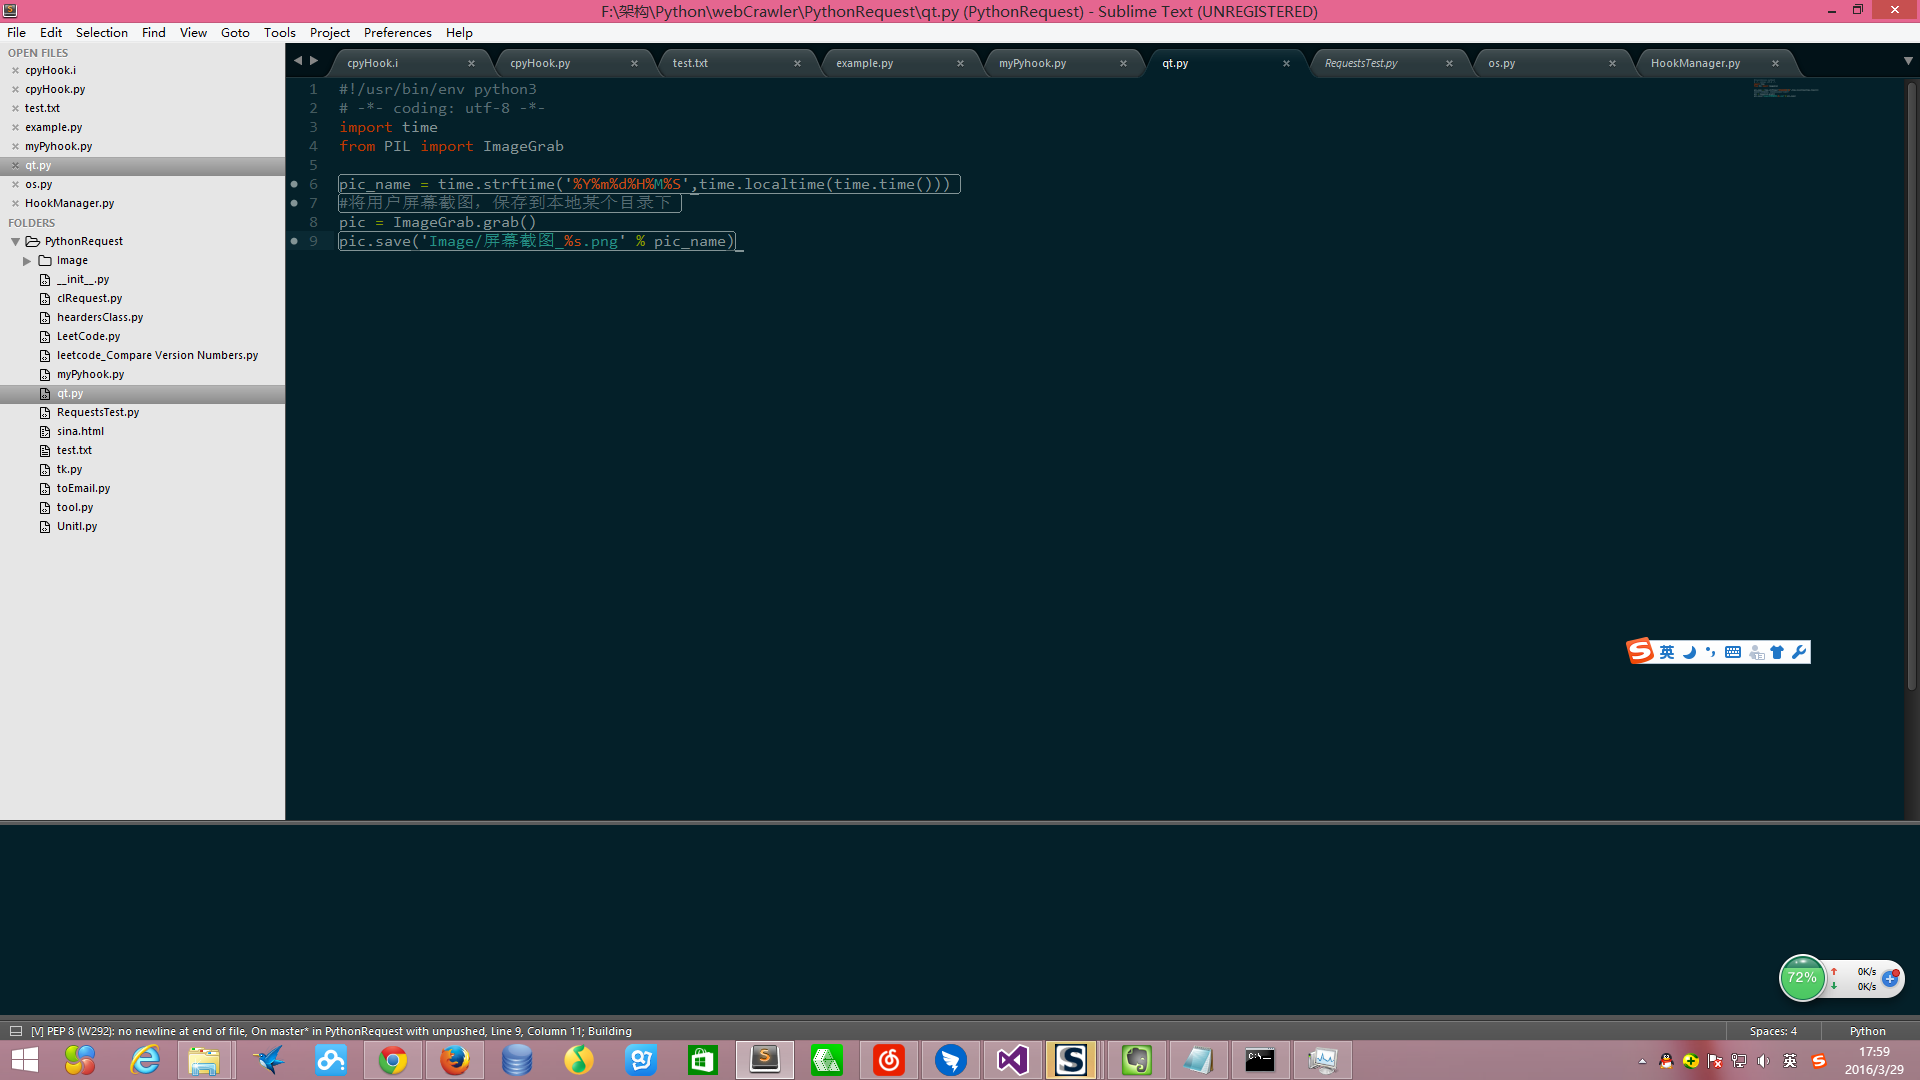 F:\架构\Python\webCrawler\PythonRequest\qt.py (PythonRequest) - Sublime Text (UNREGISTERED)
File Edit Selection Find View Goto Tools Project Preferences Help
OPEN FILES
cpyHook.i
cpyHook.py
test.txt
example.py
myPyhook.py
qt.py
os.py
HookManager.py
FOLDERS
PythonRequest
Image
__init__.py
clRequest.py
heardersClass.py
LeetCode.py
leetcode_Compare Version Numbers.py
myPyhook.py
qt.py
RequestsTest.py
sina.html
test.txt
tk.py
toEmail.py
tool.py
Unitl.py
cpyHook.i cpyHook.py test.txt example.py myPyhook.py qt.py RequestsTest.py os.py HookManager.py
1 #!/usr/bin/env python3
2 # -*- coding: utf-8 -*-
3 import time
4 from PIL import ImageGrab
5
6 pic_name = time.strftime('%Y%m%d%H%M%S',time.localtime(time.time()))
7 #将用户屏幕截图，保存到本地某个目录下
8 pic = ImageGrab.grab()
9 pic.save('Image/屏幕截图_%s.png' % pic_name)
英
72%
0K/s
0K/s
[V] PEP 8 (W292): no newline at end of file, On master* in PythonRequest with unpushed, Line 9, Column 11; Building
Spaces: 4 Python
英
17:59
2016/3/29